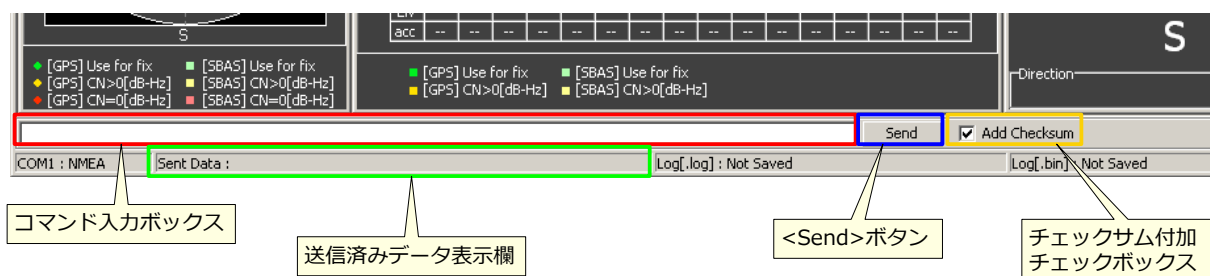 S
acc -- -- -- -- -- -- -- -- -- -- -- -- -- -- -- --
S
[GPS] Use for fix [SBAS] Use for fix
[GPS] CN>0[dB-Hz] [SBAS] CN>0[dB-Hz]
[GPS] CN=0[dB-Hz] [SBAS] CN=0[dB-Hz]
[GPS] Use for fix [SBAS] Use for fix
[GPS] CN>0[dB-Hz] [SBAS] CN>0[dB-Hz]
Direction
Send Add Checksum
COM1 : NMEA Sent Data : Log[.log] : Not Saved Log[.bin] : Not Saved
コマンド入力ボックス
送信済みデータ表示欄
<Send>ボタン
チェックサム付加
チェックボックス